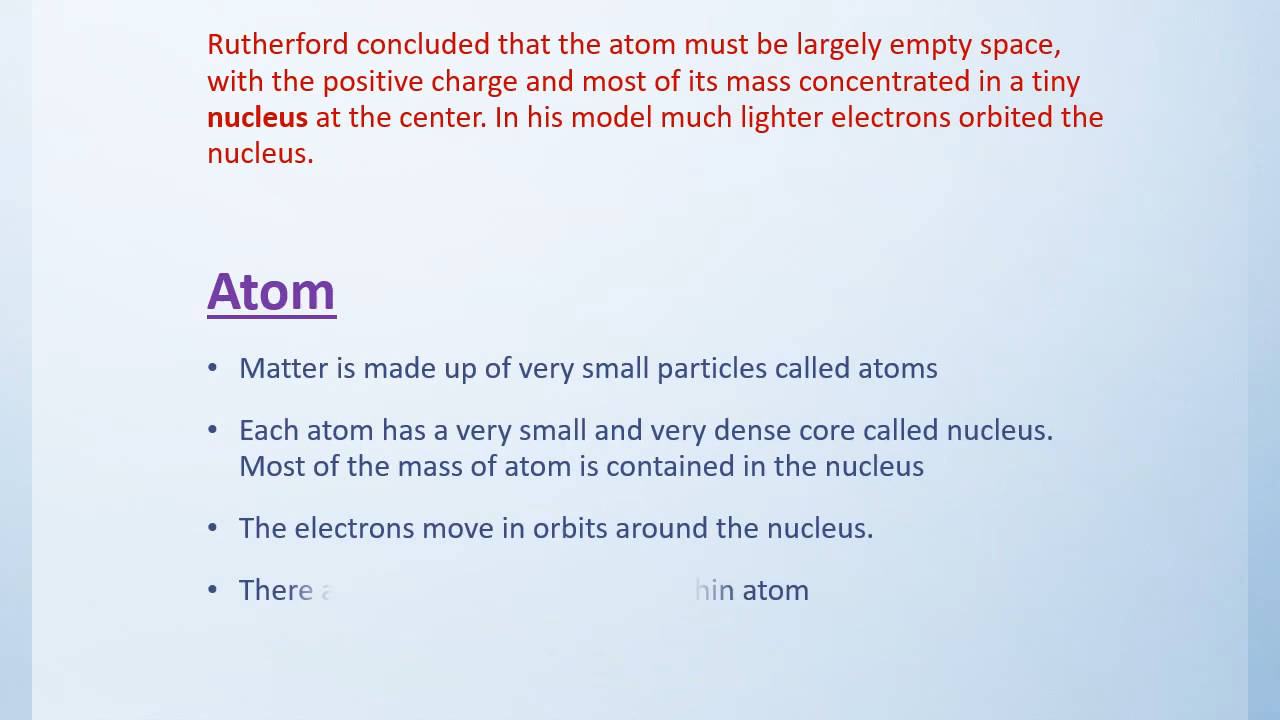 Rutherford concluded that the atom must be largely empty space,
with the positive charge and most of its mass concentrated in a tiny
nucleus at the center. In his model much lighter electrons orbited the
nucleus.
Atom
• Matter is made up of very small particles called atoms
• Each atom has a very small and very dense core called nucleus.
Most of the mass of atom is contained in the nucleus
• The electrons move in orbits around the nucleus.
• There atom